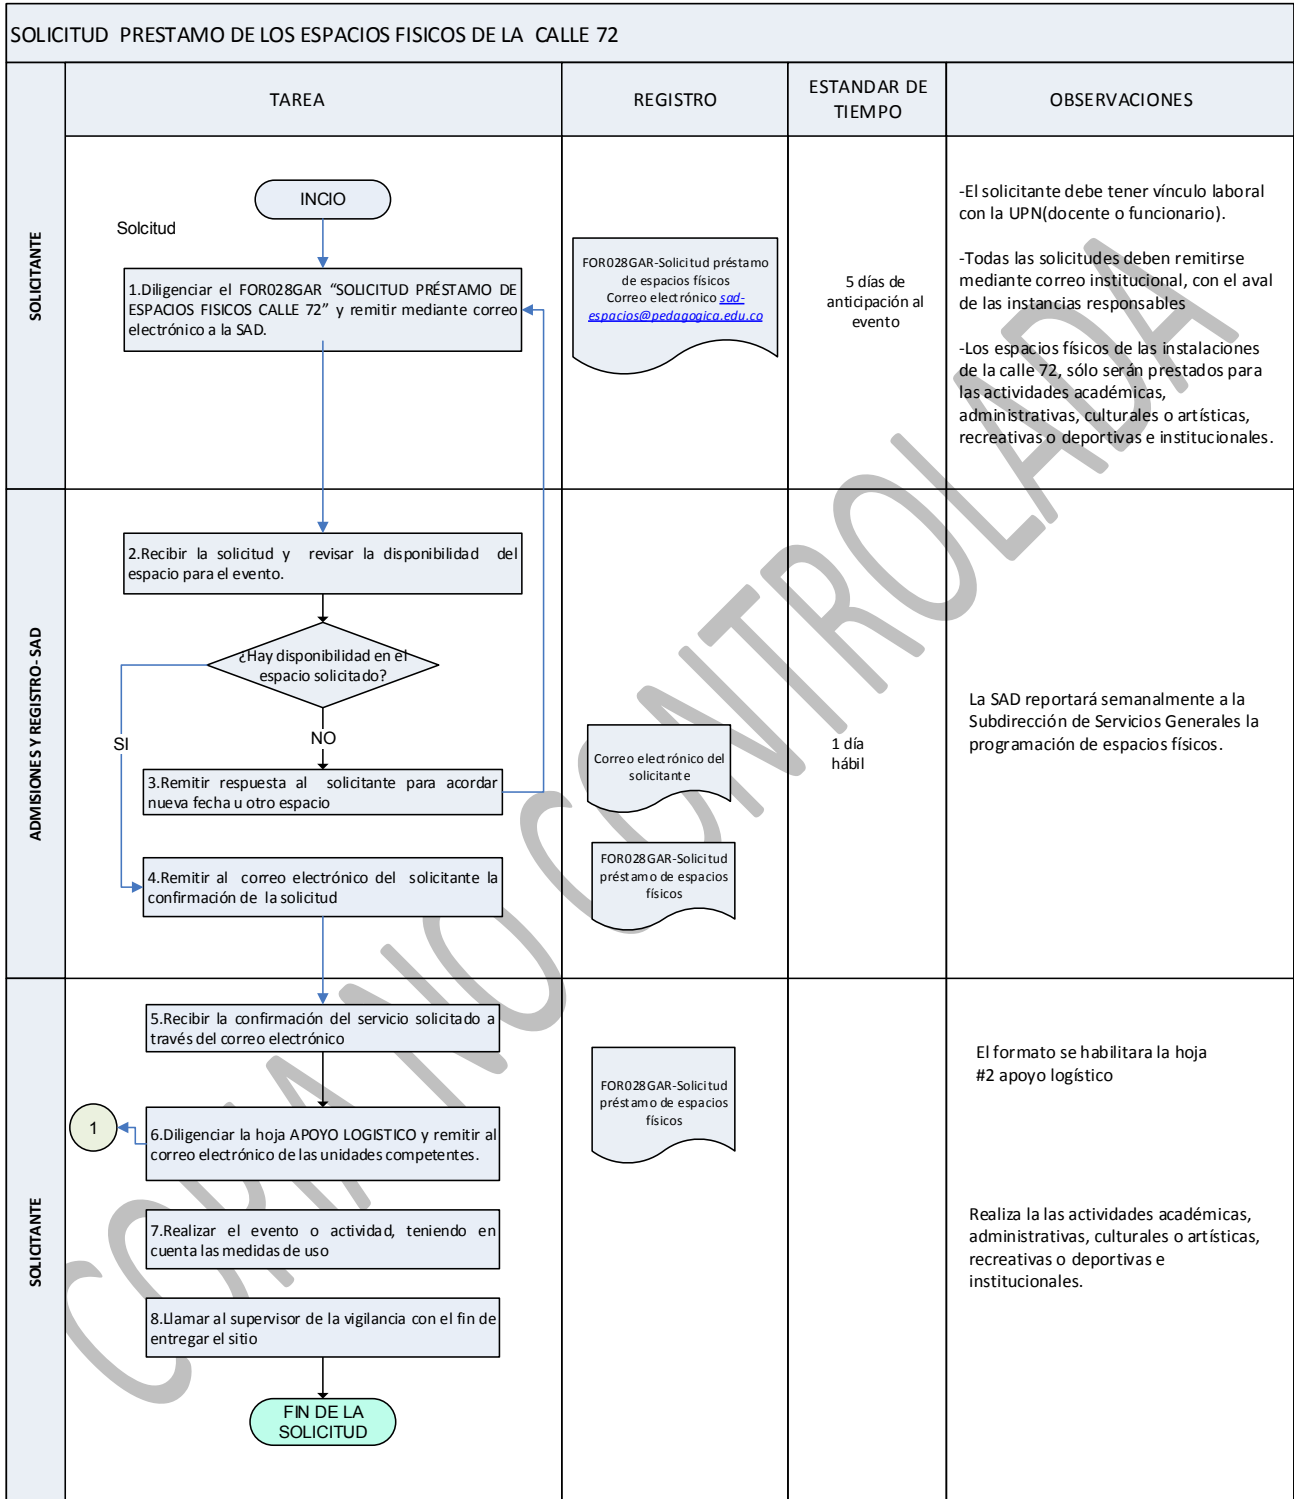 SOLICITUD PRESTAMO DE LOS ESPACIOS FISICOS DE LA CALLE 72
TAREA
REGISTRO
ESTANDAR DE
TIEMPO
OBSERVACIONES
SOLICITANTE
INCIO
Solcitud
1.Diligenciar el FOR028GAR “SOLICITUD PRÉSTAMO DE
ESPACIOS FISICOS CALLE 72” y remitir mediante correo
electrónico a la SAD.
FOR028GAR-Solicitud préstamo
de espacios físicos
Correo electrónico sad-
espacios@pedagogica.edu.co
5 días de
anticipación al
evento
-El solicitante debe tener vínculo laboral
con la UPN(docente o funcionario).
-Todas las solicitudes deben remitirse
mediante correo institucional, con el aval
de las instancias responsables
-Los espacios físicos de las instalaciones
de la calle 72, sólo serán prestados para
las actividades académicas,
administrativas, culturales o artísticas,
recreativas o deportivas e institucionales.
ADMISIONES Y REGISTRO- SAD
2.Recibir la solicitud y revisar la disponibilidad del
espacio para el evento.
¿Hay disponibilidad en el
espacio solicitado?
SI
NO
3.Remitir respuesta al solicitante para acordar
nueva fecha u otro espacio
4.Remitir al correo electrónico del solicitante la
confirmación de la solicitud
Correo electrónico del
solicitante
FOR028GAR-Solicitud
préstamo de espacios
físicos
1 día
hábil
La SAD reportará semanalmente a la
Subdirección de Servicios Generales la
programación de espacios físicos.
SOLICITANTE
5.Recibir la confirmación del servicio solicitado a
través del correo electrónico
1
6.Diligenciar la hoja APOYO LOGISTICO y remitir al
correo electrónico de las unidades competentes.
7.Realizar el evento o actividad, teniendo en
cuenta las medidas de uso
8.Llamar al supervisor de la vigilancia con el fin de
entregar el sitio
FIN DE LA
SOLICITUD
FOR028GAR-Solicitud
préstamo de espacios
físicos
El formato se habilitara la hoja
#2 apoyo logístico
Realiza la las actividades académicas,
administrativas, culturales o artísticas,
recreativas o deportivas e
institucionales.
COPIA NO CONTROLADA